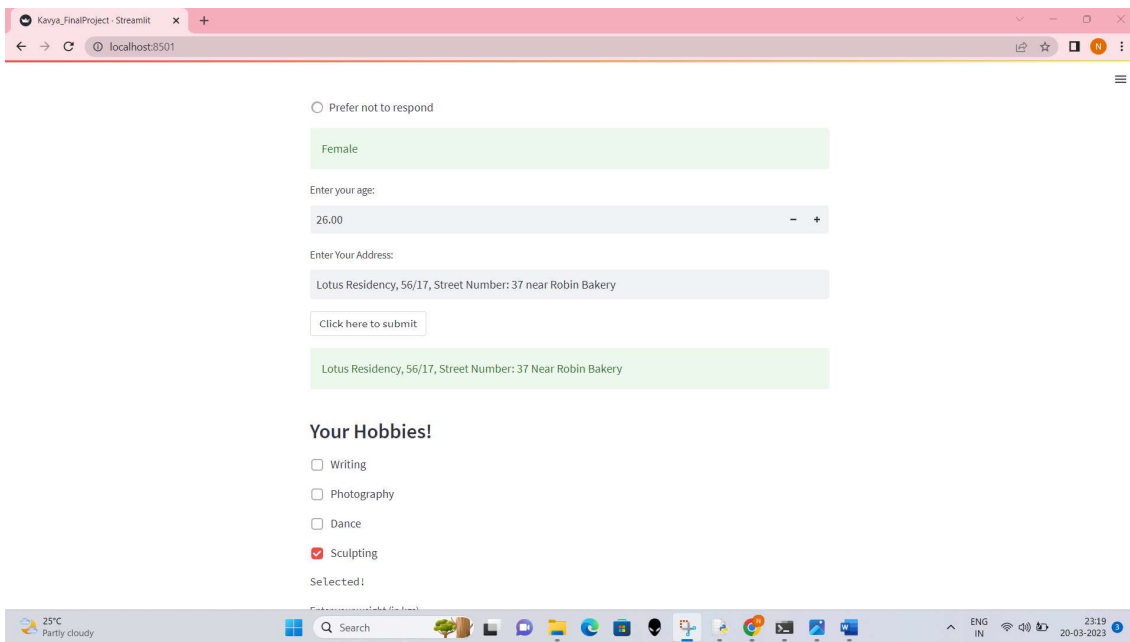 Kavya_FinalProject · Streamlit
localhost:8501
N
Prefer not to respond
Female
Enter your age:
26.00
Enter Your Address:
Lotus Residency, 56/17, Street Number: 37 near Robin Bakery
Click here to submit
Lotus Residency, 56/17, Street Number: 37 Near Robin Bakery
Your Hobbies!
Writing
Photography
Dance
Sculpting
Selected!
25°C
Partly cloudy
Search
ENG
IN
23:19
20-03-2023
3